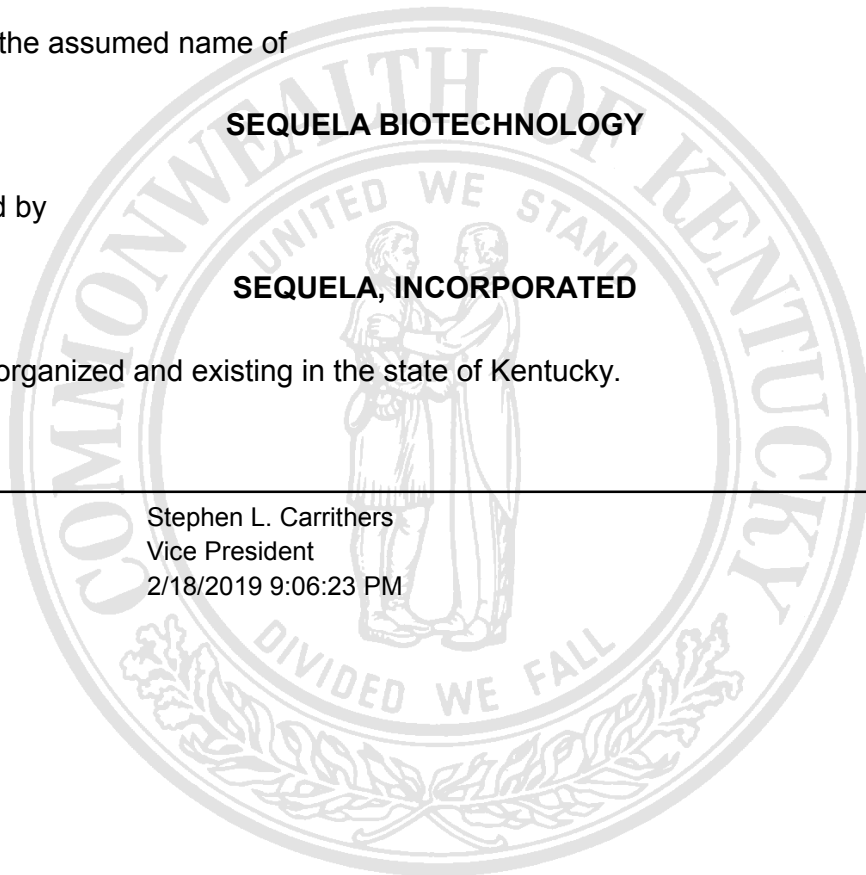 the assumed name of
SEQUELA BIOTECHNOLOGY
d by
SEQUELA, INCORPORATED
organized and existing in the state of Kentucky.
Stephen L. Carrithers
Vice President
2/18/2019 9:06:23 PM
COMMONWEALTH OF KENTUCKY
UNITED WE STAND
DIVIDED WE FALL